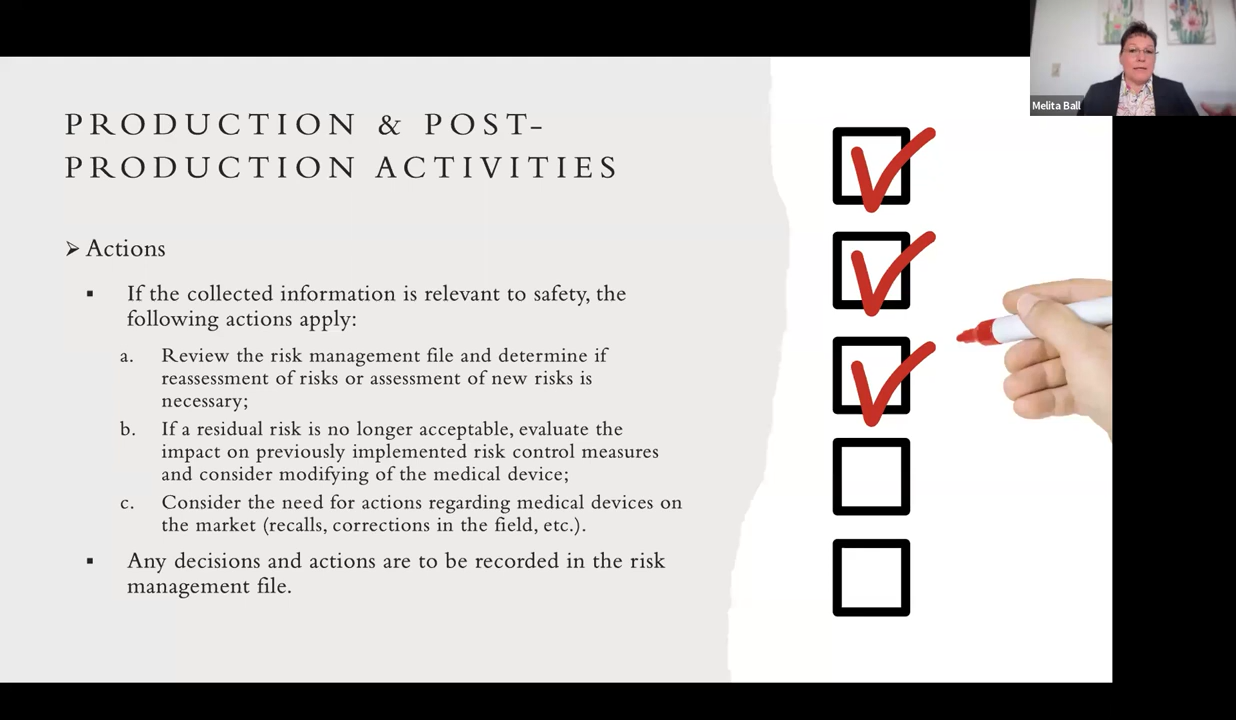 Melita Ball
PRODUCTION & POST-
PRODUCTION ACTIVITIES
➢ Actions
▪ If the collected information is relevant to safety, the
following actions apply:
a. Review the risk management file and determine if
reassessment of risks or assessment of new risks is
necessary;
b. If a residual risk is no longer acceptable, evaluate the
impact on previously implemented risk control measures
and consider modifying of the medical device;
c. Consider the need for actions regarding medical devices on
the market (recalls, corrections in the field, etc.).
▪ Any decisions and actions are to be recorded in the risk
management file.